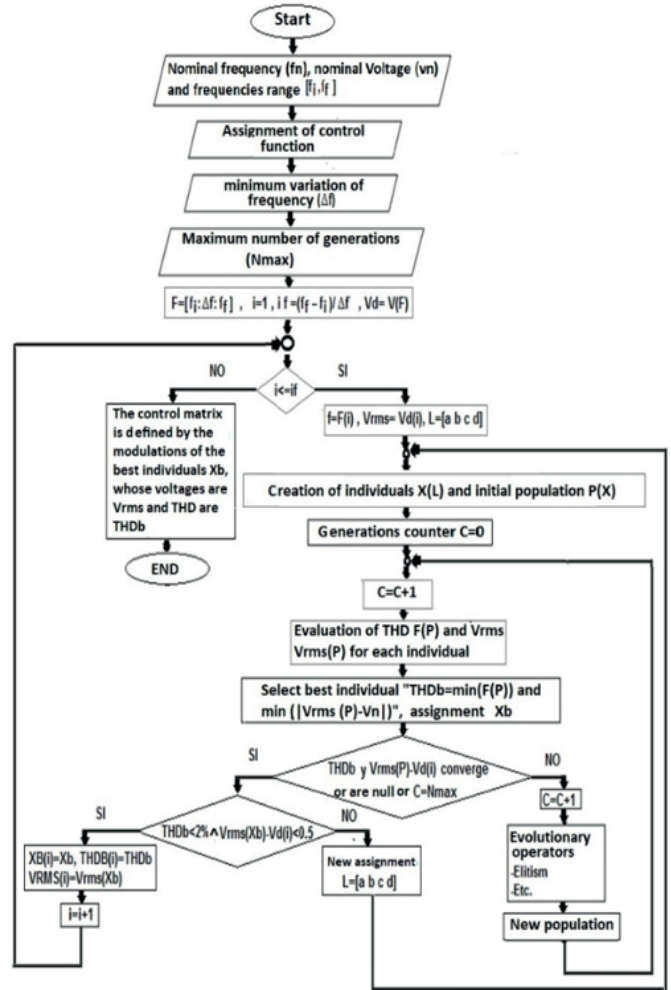 Start
Nominal frequency (fn), nominal Voltage (vn)
and frequencies range [fi,ff]
Assignment of control
function
minimum variation of
frequency (Δf)
Maximum number of generations
(Nmax)
F=[fi:Δf:ff] , i=1 , i f =(ff-fi)/Δf , Vd= V(F)
NO
SI
i<=if
The control matrix
is defined by the
modulations of the
best individuals Xb,
whose voltages are
Vrms and THD are
THDb
END
f=F(i) , Vrms= Vd(i), L=[a b c d]
Creation of individuals X(L) and initial population P(X)
Generations counter C=0
C=C+1
Evaluation of THD F(P) and Vrms
Vrms(P) for each individual
Select best individual "THDb=min(F(P)) and
min (|Vrms (P)-Vn|)", assignment Xb
SI
NO
THDb y Vrms(P)-Vd(i) converge
or are null or C=Nmax
SI
NO
THDb<2%^Vrms(Xb)-Vd(i)<0.5
XB(i)=Xb, THDB(i)=THDb
VRMS(i)=Vrms(Xb)
i=i+1
New assignment
L=[a b c d]
C=C+1
Evolutionary
operators
-Elitism
-Etc.
New population